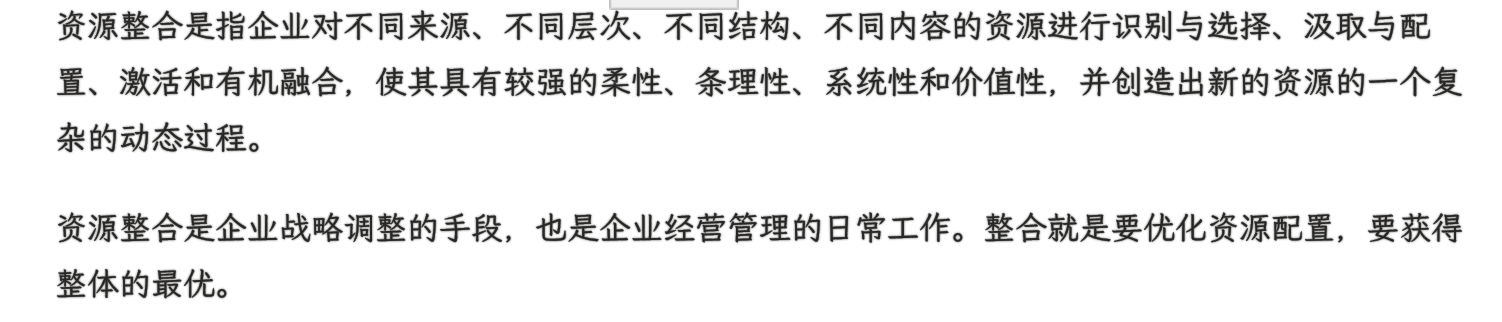 资源整合是指企业对不同来源、不同层次、不同结构、不同内容的资源进行识别与选择、汲取与配
置、激活和有机融合，使其具有较强的柔性、条理性、系统性和价值性，并创造出新的资源的一个复
杂的动态过程。
资源整合是企业战略调整的手段，也是企业经营管理的日常工作。整合就是要优化资源配置，要获得
整体的最优。